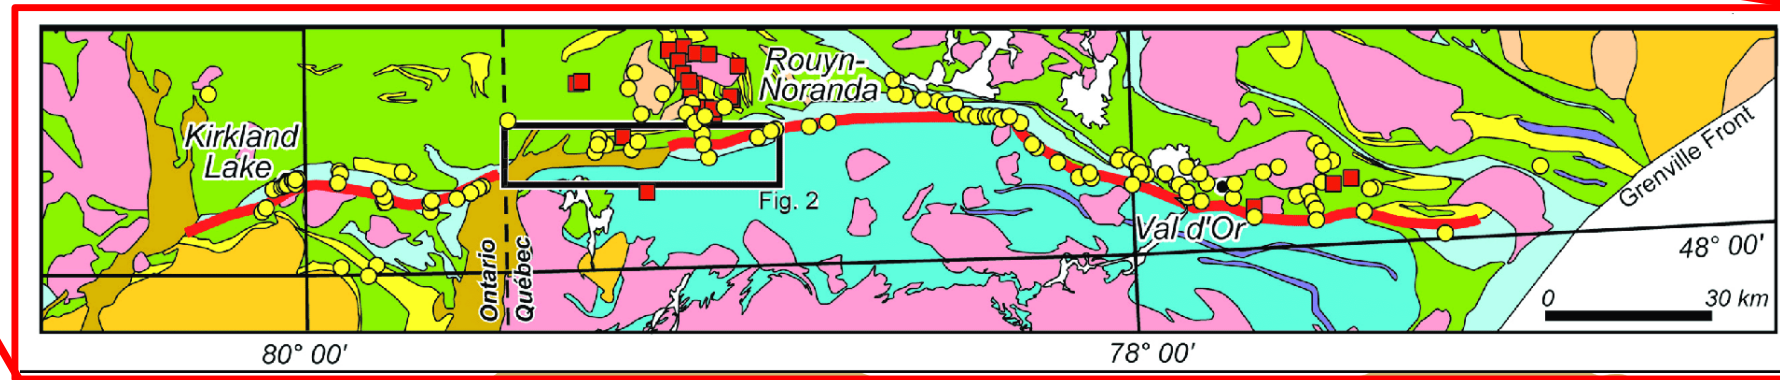 Rouyn-
Noranda
Kirkland
Lake
Fig. 2
Grenville Front
Val d'Or
Ontario
Québec
48° 00'
0 30 km
80° 00'
78° 00'